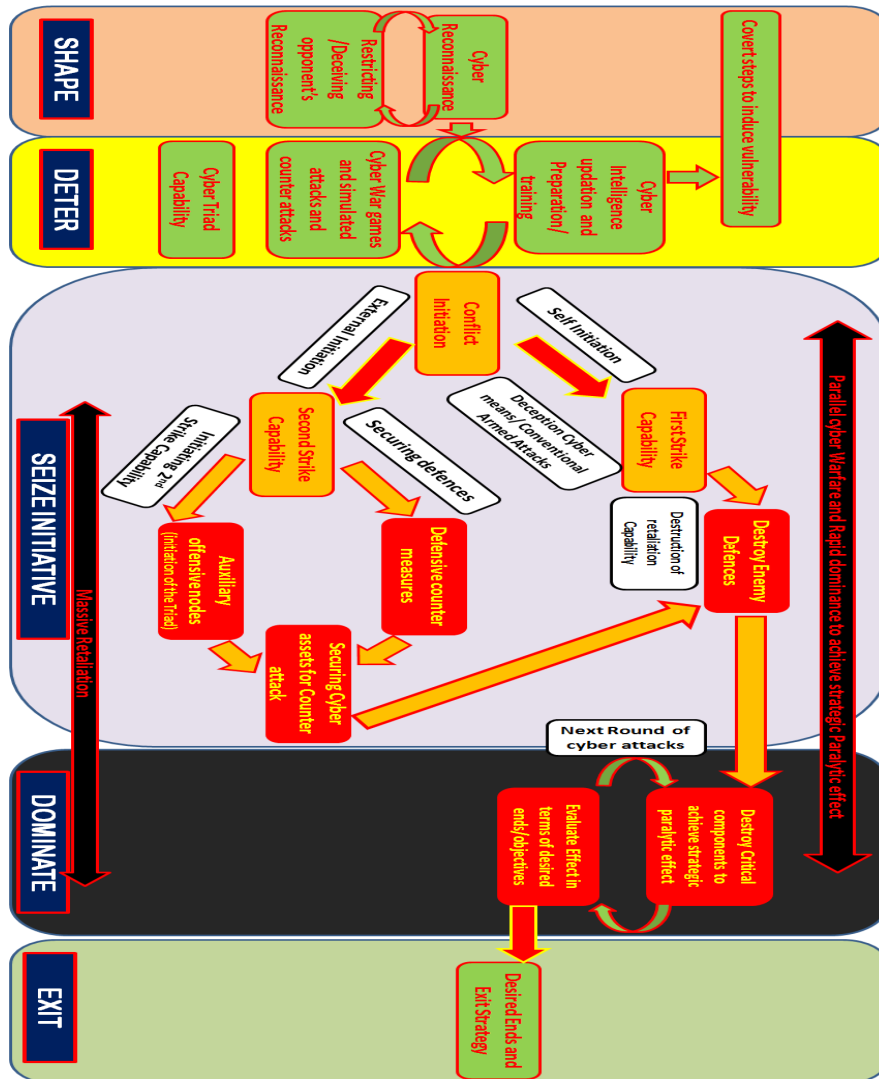 Parallel cyber Warfare and Rapid dominance to achieve strategic Paralytic effect
Covert steps to induce vulnerability
Cyber
Reconnaissance
Restricting
/Deceiving
opponent's
Reconnaissance
SHAPE
Cyber
Intelligence
updation and
Preparation/
training
Cyber War games
and simulated
attacks and
counter attacks
Cyber Triad
Capability
DETER
Conflict
Initiation
Self Initiation
External Initiation
First Strike
Capability
Deception Cyber
means/ Conventional
Armed Attacks
Destroy Enemy
Defences
Destruction of
retaliation
Capability
Second Strike
Capability
Securing defences
Initiating 2nd
Strike Capability
Defensive counter
measures
Auxiliary
offensive nodes
(Initiation of the Triad)
Securing Cyber
assets for Counter
attack
Massive Retaliation
SEIZE INITIATIVE
Destroy Critical
components to
achieve strategic
paralytic effect
Next Round of
cyber attacks
Evaluate Effect in
terms of desired
ends/objectives
DOMINATE
Desired Ends and
Exit Strategy
EXIT